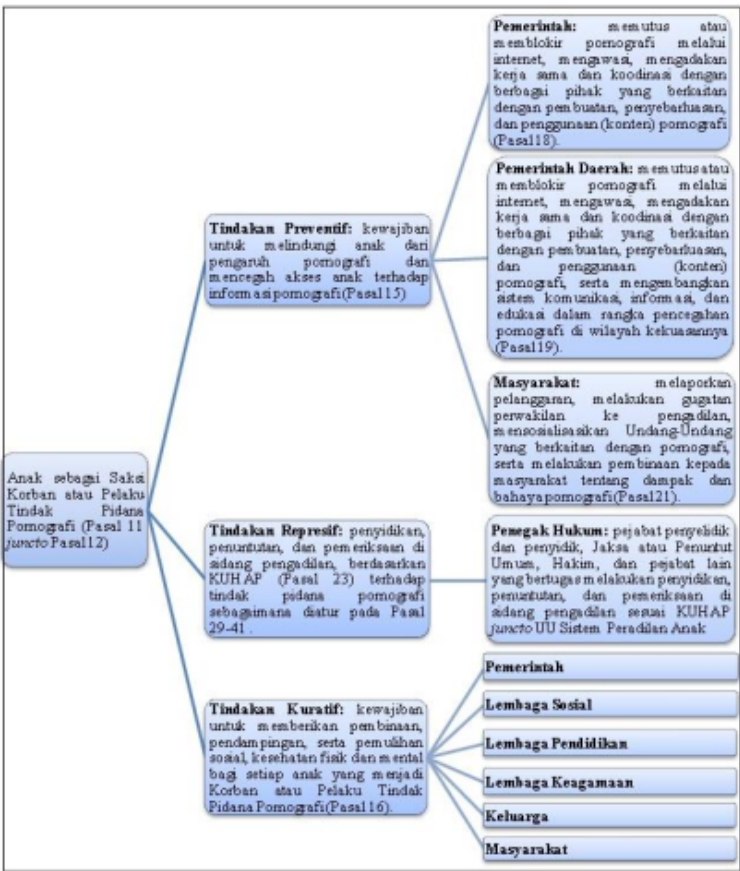 Anak sebagai Saksi
Korban atau Pelaku
Tindak Pidana
Pornografi (Pasal 11
juncto Pasal 12)
Tindakan Preventif: kewajiban
untuk melindungi anak dari
pengaruh pornografi dan
mencegah akses anak terhadap
informasi pornografi (Pasal 15)
Pemerintah: memutus atau
memblokir pornografi melalui
internet, mengawasi, mengadakan
kerja sama dan koodinasi dengan
berbagai pihak yang berkaitan
dengan pembuatan, penyebarluasan,
dan penggunaan (konten) pornografi
(Pasal 18).
Pemerintah Daerah: memutus atau
memblokir pornografi melalui
internet, mengawasi, mengadakan
kerja sama dan koodinasi dengan
berbagai pihak yang berkaitan
dengan pembuatan, penyebarluasan,
dan penggunaan (konten)
pornografi, serta mengembangkan
sistem komunikasi, informasi, dan
edukasi dalam rangka pencegahan
pornografi di wilayah kekuasannya
(Pasal 19).
Masyarakat: melaporkan
pelanggaran, melakukan gugatan
perwakilan ke pengadilan,
mensosialisasikan Undang-Undang
yang berkaitan dengan pornografi,
serta melakukan pembinaan kepada
masyarakat tentang dampak dan
bahaya pornografi (Pasal 21).
Tindakan Represif: penyidikan,
penuntutan, dan pemeriksaan di
sidang pengadilan, berdasarkan
KUHAP (Pasal 23) terhadap
tindak pidana pornografi
sebagaimana diatur pada Pasal
29-41 .
Penegak Hukum: pejabat penyelidik
dan penyidik, Jaksa atau Penuntut
Umum, Hakim, dan pejabat lain
yang bertugas melakukan penyidikan,
penuntutan, dan pemeriksaan di
sidang pengadilan sesuai KUHAP
juncto UU Sistem Peradilan Anak
Tindakan Kuratif: kewajiban
untuk memberikan pembinaan,
pendampingan, serta pemulihan
sosial, kesehatan fisik dan mental
bagi setiap anak yang menjadi
Korban atau Pelaku Tindak
Pidana Pornografi (Pasal 16).
Pemerintah
Lembaga Sosial
Lembaga Pendidikan
Lembaga Keagamaan
Keluarga
Masyarakat